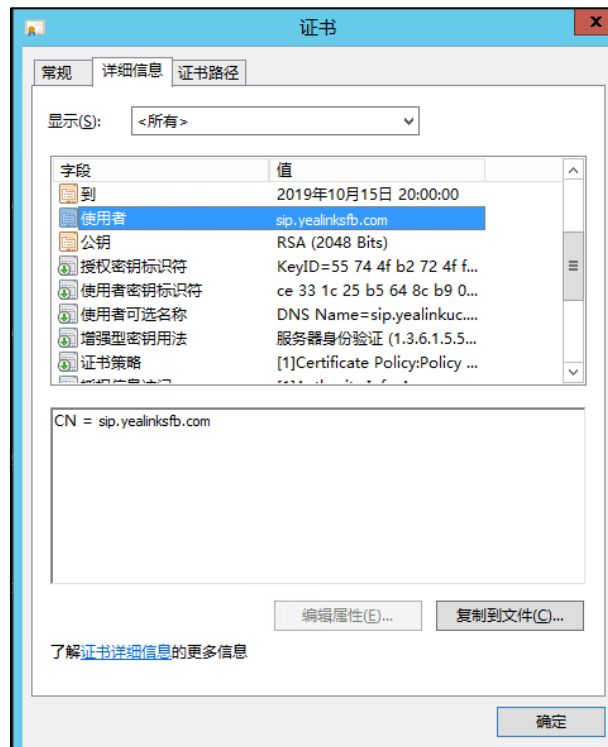 证书
x
常规 详细信息 证书路径
显示(S): <所有>
字段 值
到 2019年10月15日 20:00:00
使用者 sip.yealinksfb.com
公钥 RSA (2048 Bits)
授权密钥标识符 KeyID=55 74 4f b2 72 4f f...
使用者密钥标识符 ce 33 1c 25 b5 64 8c b9 0...
使用者可选名称 DNS Name=sip.yealinkuc....
增强型密钥用法 服务器身份验证 (1.3.6.1.5.5...
证书策略 [1]Certificate Policy:Policy ...
CN = sip.yealinksfb.com
编辑属性(E)... 复制到文件(C)...
了解证书详细信息的更多信息
确定